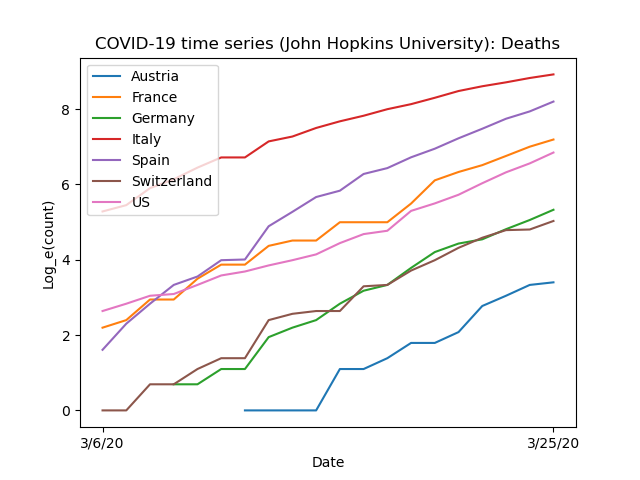 COVID-19 time series (John Hopkins University): Deaths
Austria
France
Germany
Italy
Spain
Switzerland
US
Log_e(count)
8
6
4
2
0
3/6/20
3/25/20
Date